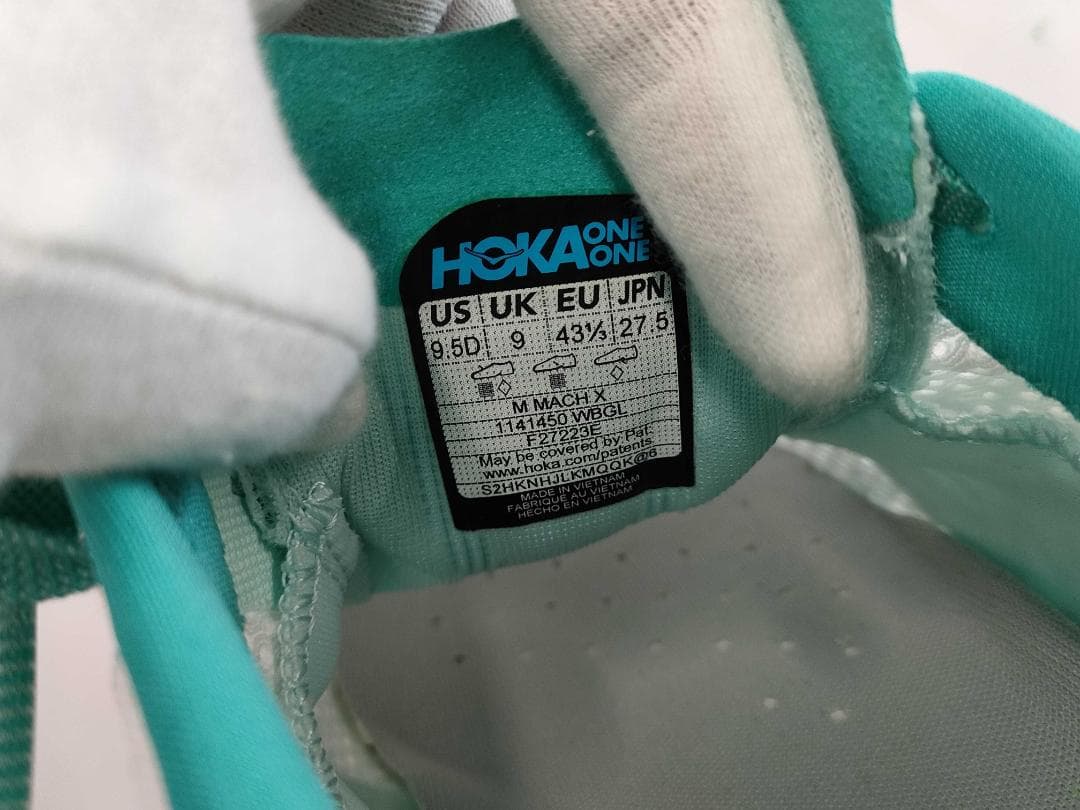 HOKA ONE ONE
US UK EU JPN
9.5D 9 43⅓ 27.5
M MACH X
1141450 WBGL
F27223E
May be covered by Pat.
www.hoka.com/patents
S2HKNHJLKMQQK@6
MADE IN VIETNAM
FABRIQUE AU VIETNAM
HECHO EN VIETNAM